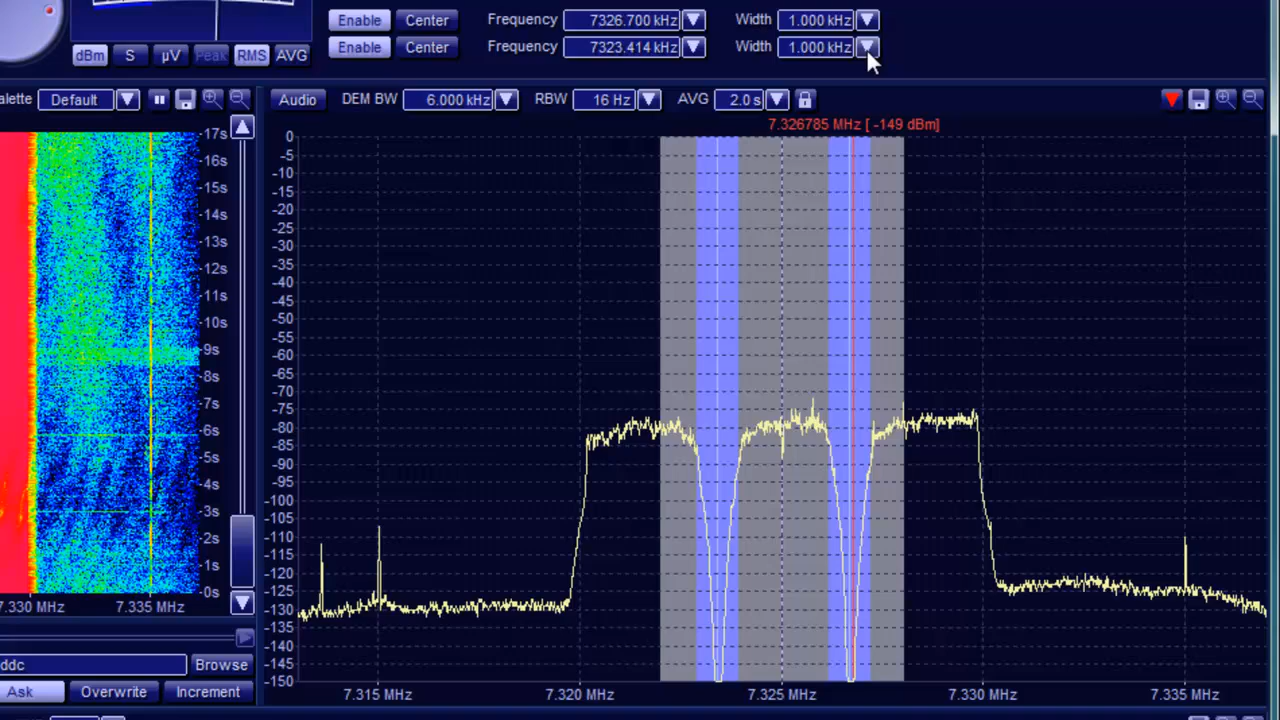 Enable Center Frequency 7326.700 kHz Width 1.000 kHz
dBm S µV Peak RMS AVG Enable Center Frequency 7323.414 kHz Width 1.000 kHz
alette Default Audio DEM BW 6.000 kHz RBW 16 Hz AVG 2.0 s
7.326785 MHz [ -149 dBm]
0
-5
-10
-15
-20
-25
-30
-35
-40
-45
-50
-55
-60
-65
-70
-75
-80
-85
-90
-95
-100
-105
-110
-115
-120
-125
-130
-135
-140
-145
-150
-17s
-16s
-15s
-14s
-13s
-12s
-11s
-10s
-9s
-8s
-7s
-6s
-5s
-4s
-3s
-2s
-1s
-0s
7.330 MHz 7.335 MHz
ddc Browse
Ask Overwrite Increment
7.315 MHz 7.320 MHz 7.325 MHz 7.330 MHz 7.335 MHz